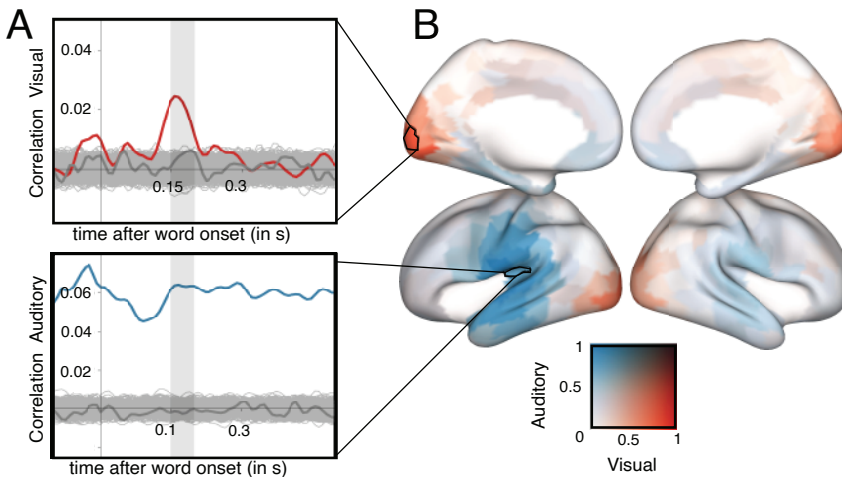 A
Correlation Visual
0.04
0.02
0.15
0.3
time after word onset (in s)
Correlation Auditory
0.06
0.04
0.02
0.1
0.3
time after word onset (in s)
B
Auditory
1
0.5
0
0.5
1
Visual